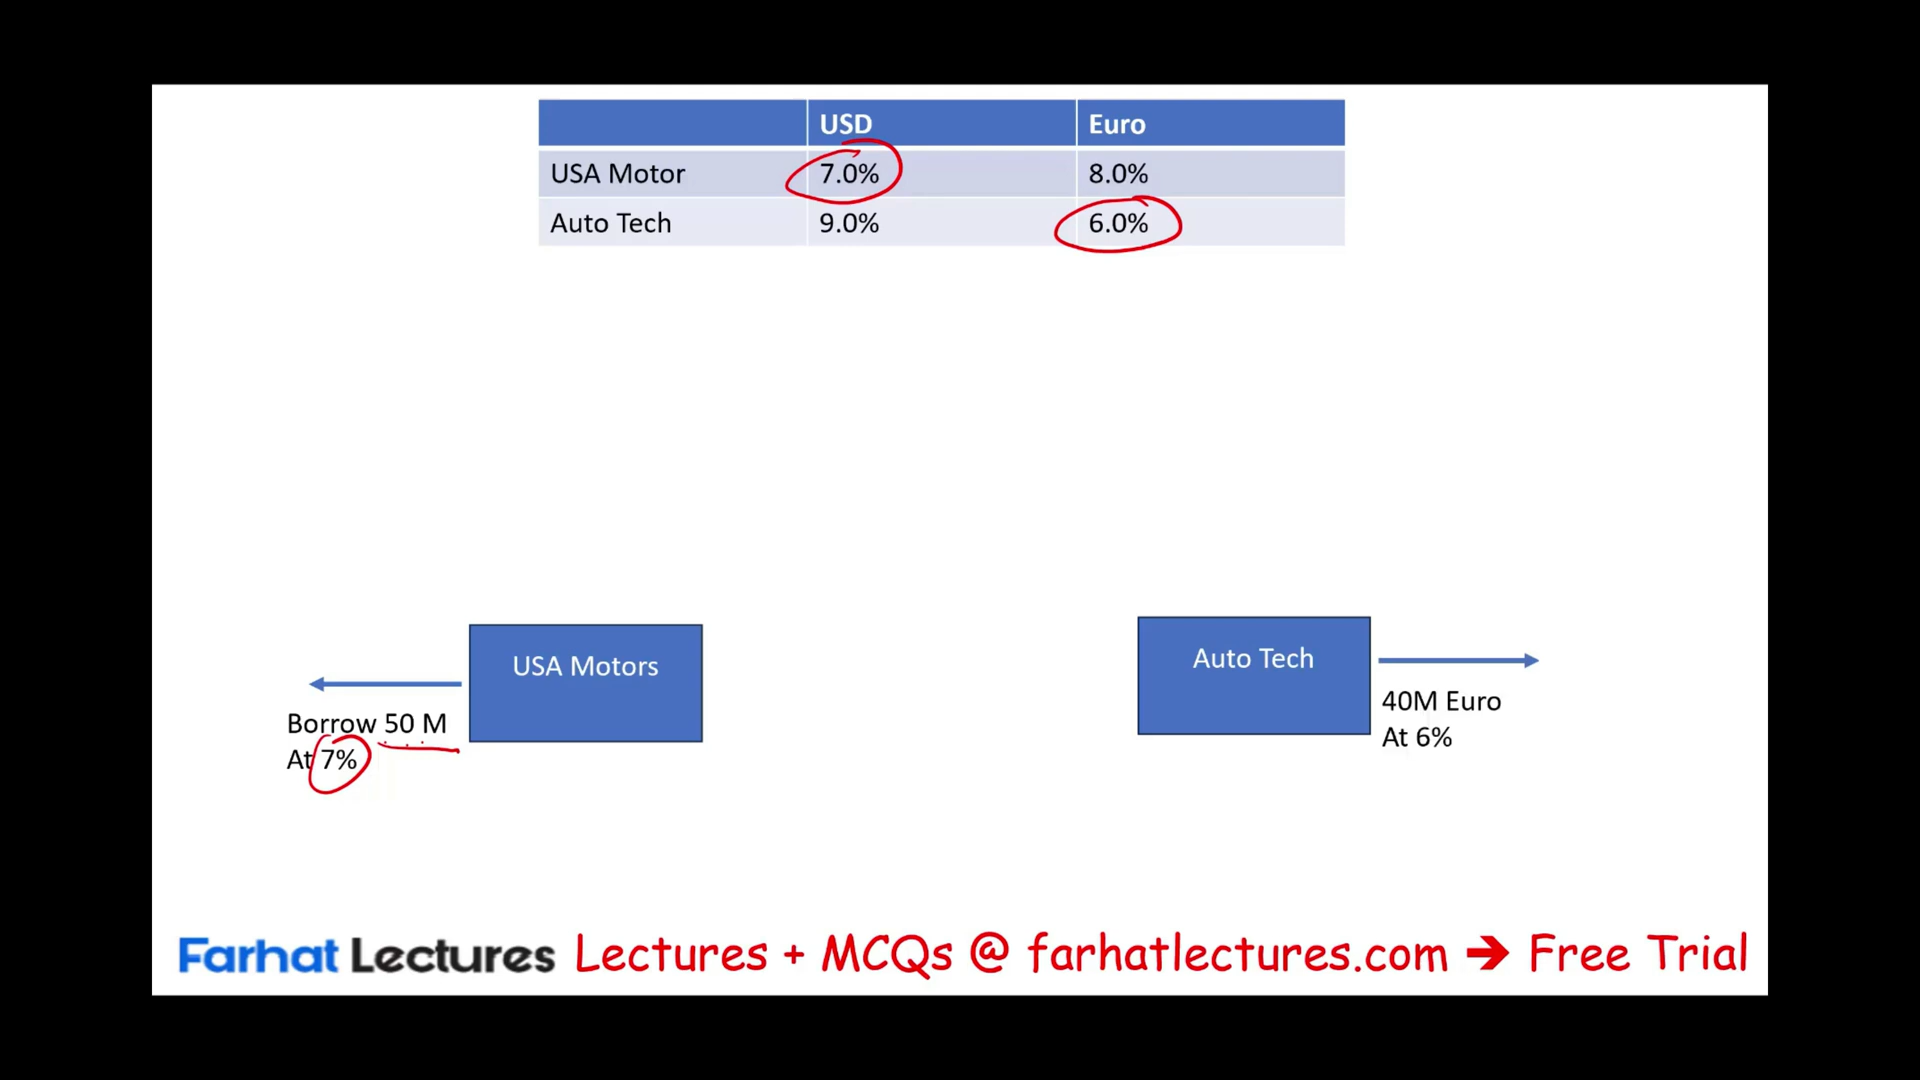 USD Euro
USA Motor 7.0% 8.0%
Auto Tech 9.0% 6.0%
USA Motors
Borrow 50 M
At 7%
Auto Tech
40M Euro
At 6%
Farhat Lectures Lectures + MCQs @ farhatlectures.com → Free Trial